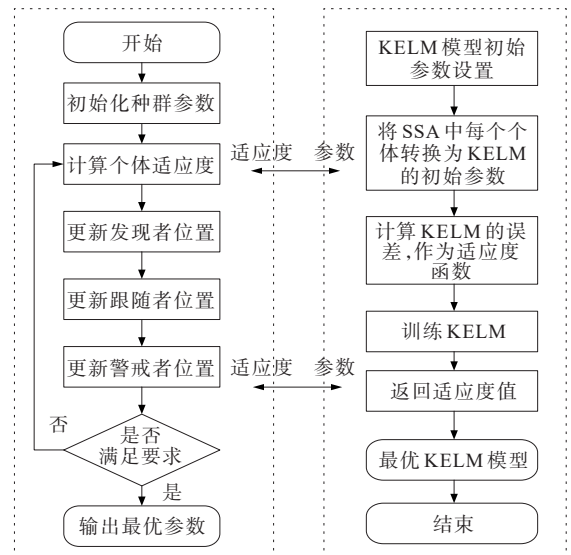 开始
初始化种群参数
计算个体适应度
更新发现者位置
更新跟随者位置
更新警戒者位置
否
是否
满足要求
是
输出最优参数
适应度 参数
适应度 参数
KELM模型初始
参数设置
将SSA中每个个
体转换为KELM
的初始参数
计算KELM的误
差,作为适应度
函数
训练KELM
返回适应度值
最优KELM模型
结束